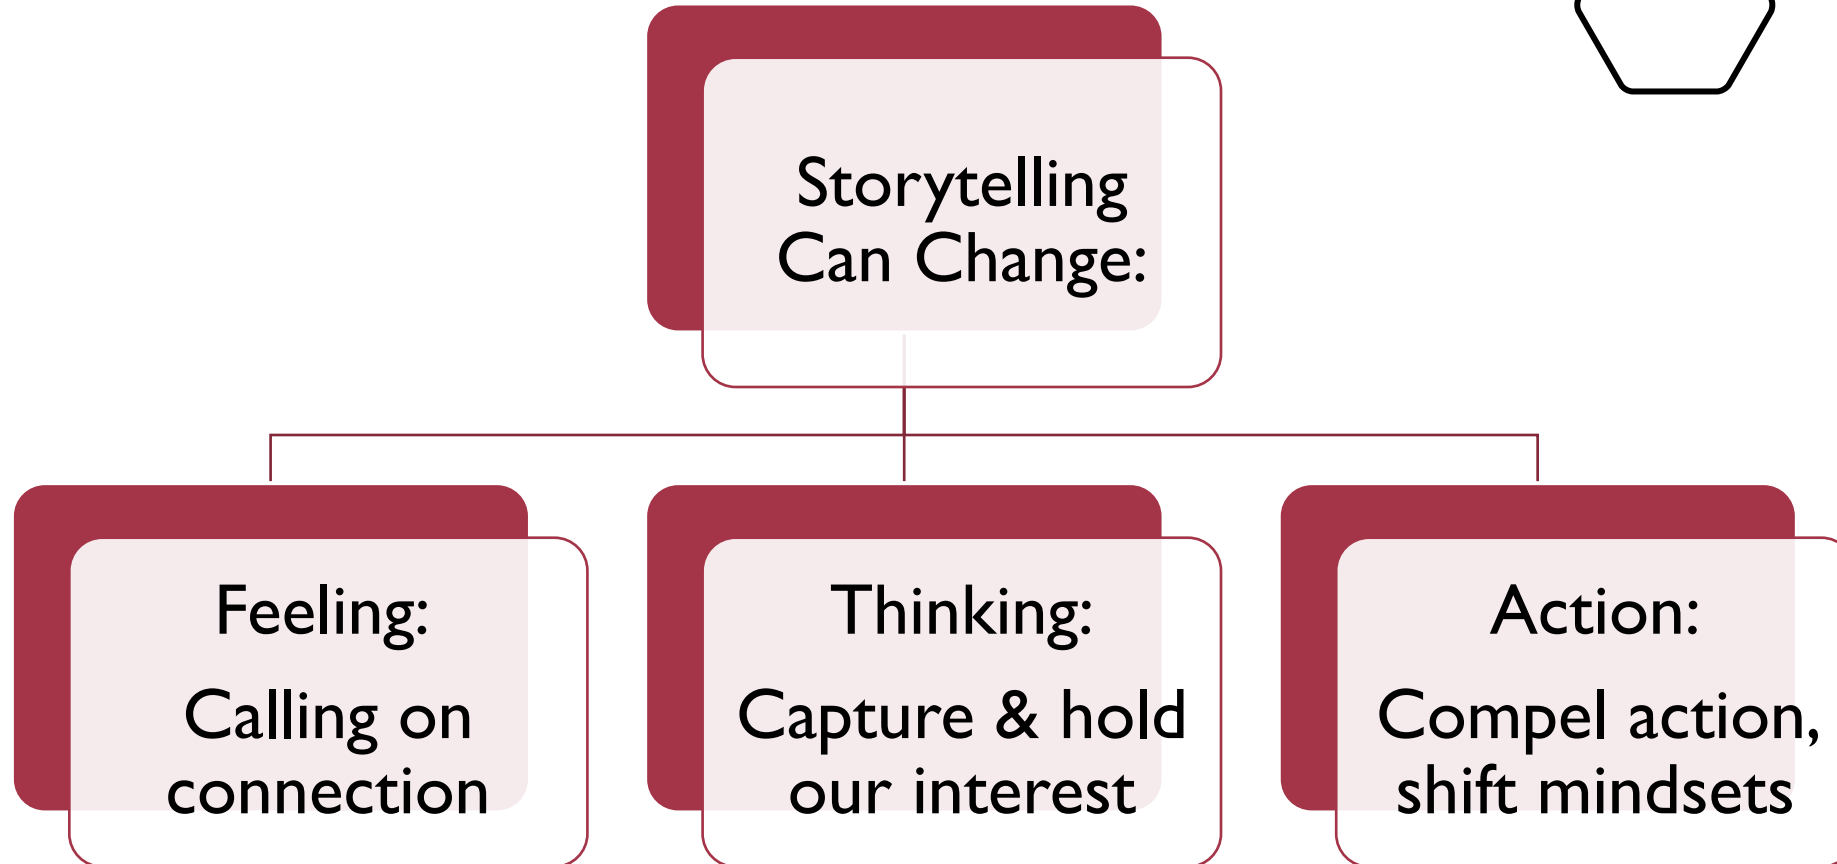 Storytelling
Can Change:
Feeling:
Calling on
connection
Thinking:
Capture & hold
our interest
Action:
Compel action,
shift mindsets